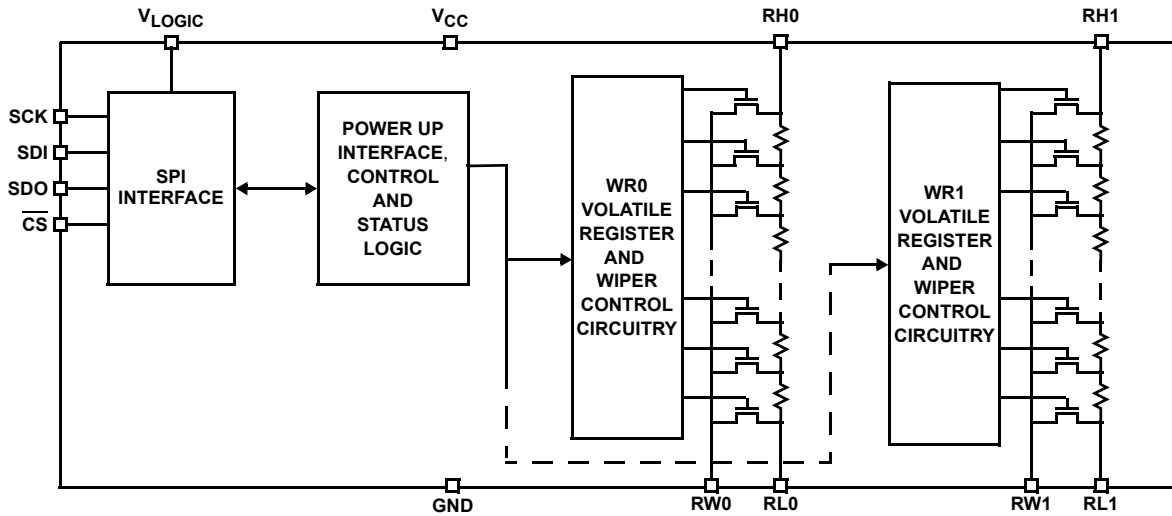 VLOGIC
VCC
RH0
RH1
SCK
SDI
SDO
CS
SPI
INTERFACE
POWER UP
INTERFACE,
CONTROL
AND
STATUS
LOGIC
WR0
VOLATILE
REGISTER
AND
WIPER
CONTROL
CIRCUITRY
WR1
VOLATILE
REGISTER
AND
WIPER
CONTROL
CIRCUITRY
GND
RW0
RL0
RW1
RL1